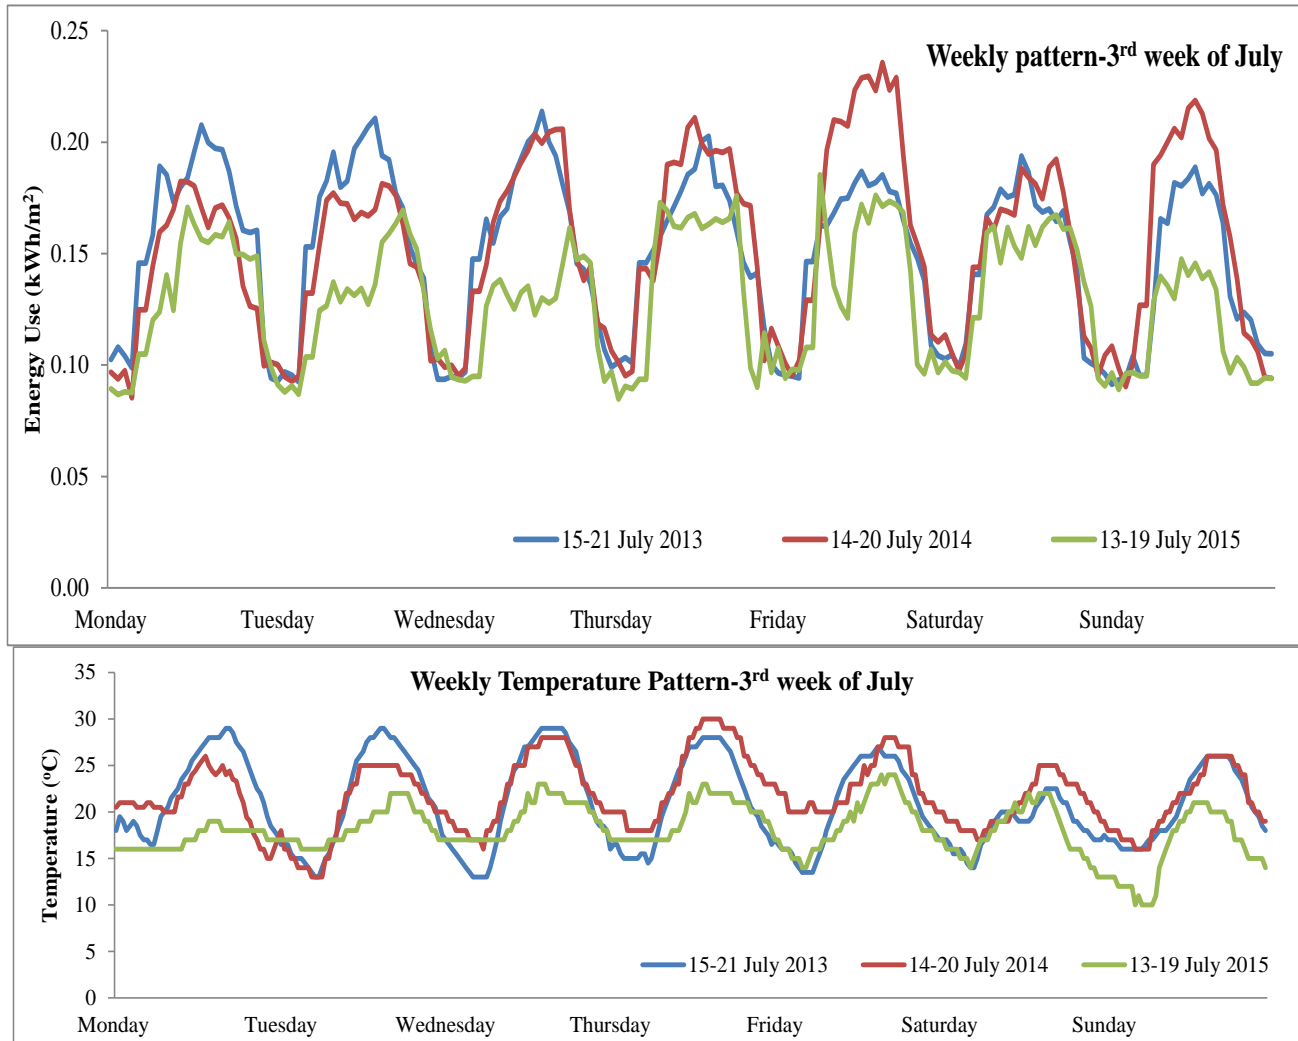 Weekly pattern-3rd week of July
Energy Use (kWh/m²)
0.25
0.20
0.15
0.10
0.05
0.00
15-21 July 2013 14-20 July 2014 13-19 July 2015
Monday Tuesday Wednesday Thursday Friday Saturday Sunday
Weekly Temperature Pattern-3rd week of July
Temperature (ºC)
35
30
25
20
15
10
5
0
15-21 July 2013 14-20 July 2014 13-19 July 2015
Monday Tuesday Wednesday Thursday Friday Saturday Sunday